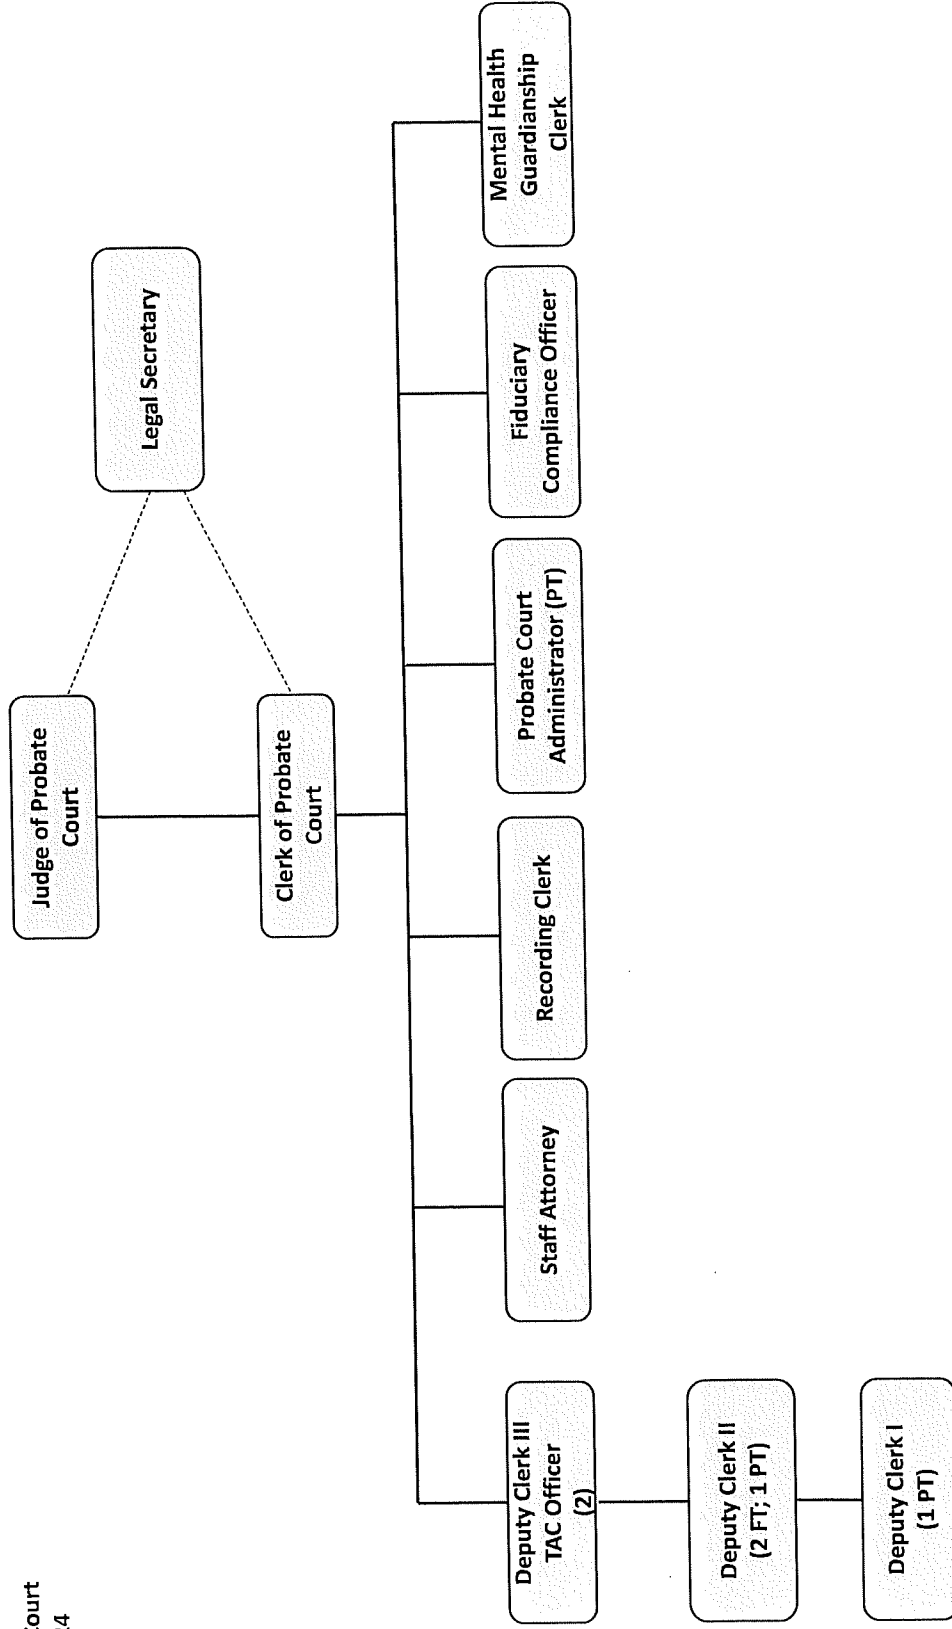 Court
24
Judge of Probate
Court
Legal Secretary
Clerk of Probate
Court
Deputy Clerk III
TAC Officer
(2)
Staff Attorney
Recording Clerk
Probate Court
Administrator (PT)
Fiduciary
Compliance Officer
Mental Health
Guardianship
Clerk
Deputy Clerk II
(2 FT; 1 PT)
Deputy Clerk I
(1 PT)